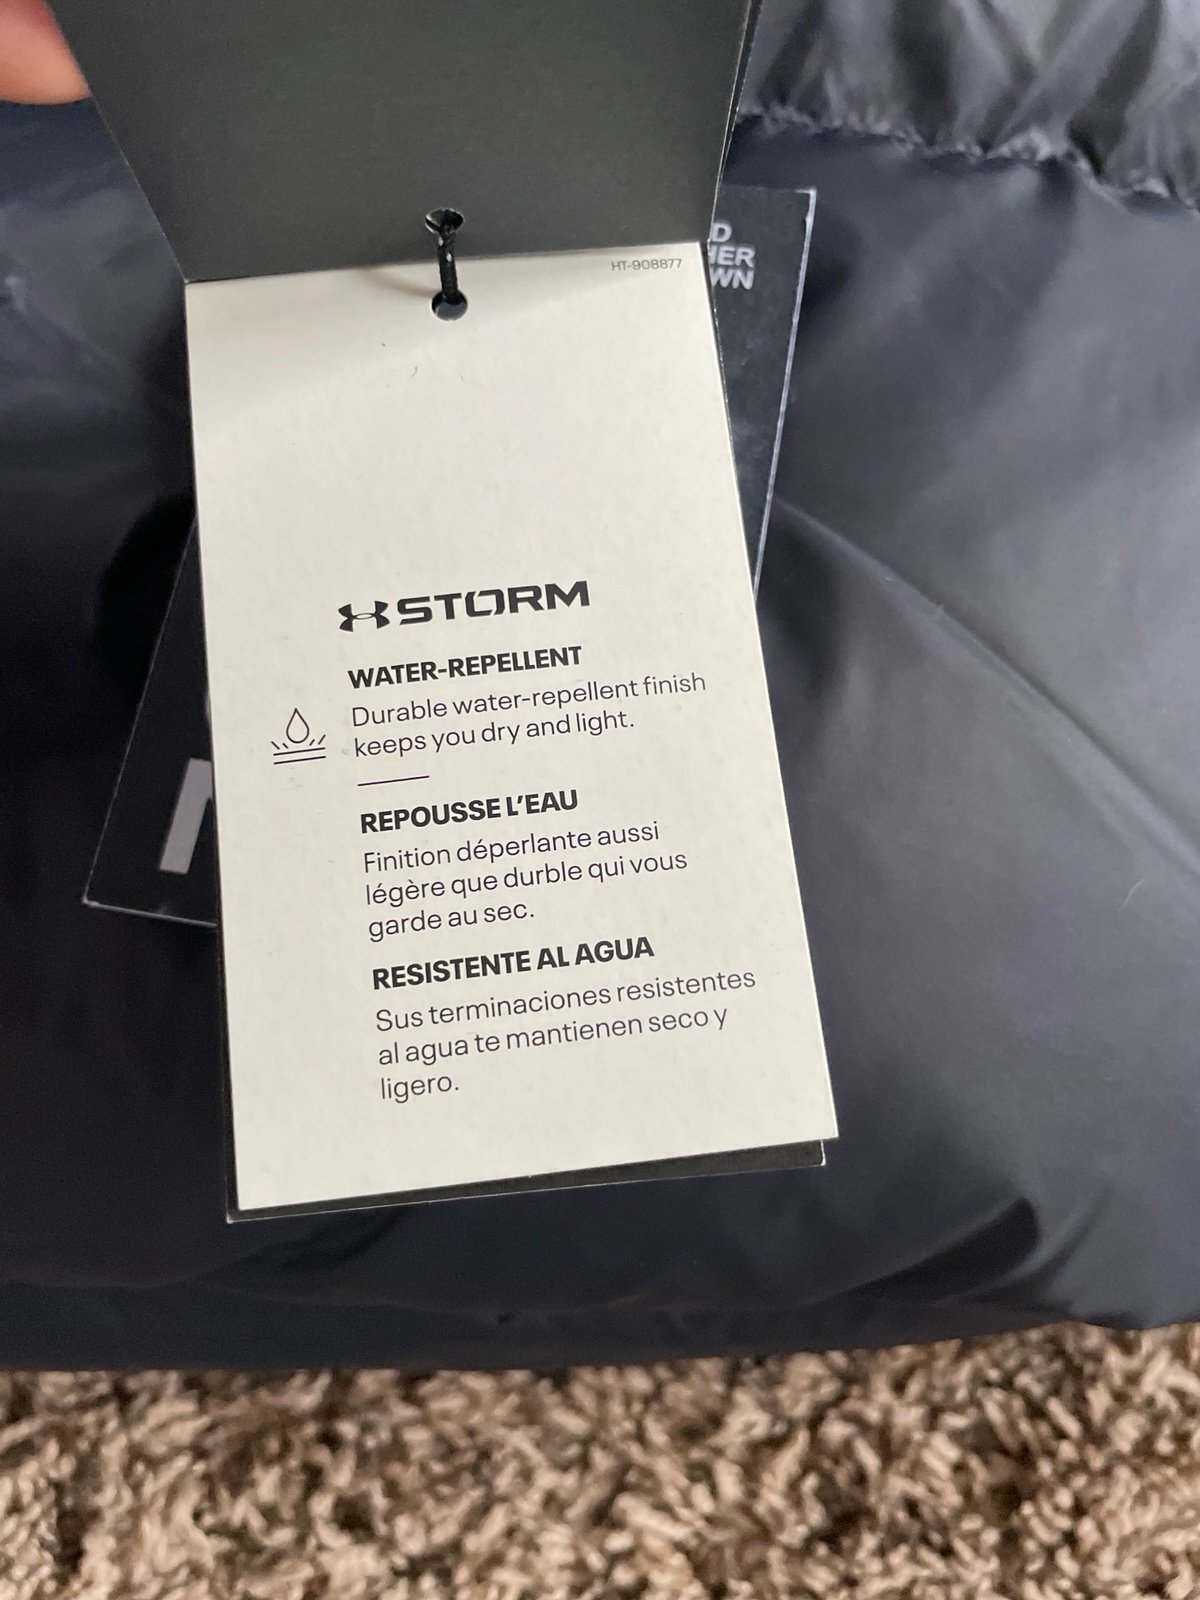 HT-908877
STORM
WATER-REPELLENT
Durable water-repellent finish
keeps you dry and light.
REPOUSSE L'EAU
Finition déperlante aussi
légère que durble qui vous
garde au sec.
RESISTENTE AL AGUA
Sus terminaciones resistentes
al agua te mantienen seco y
ligero.